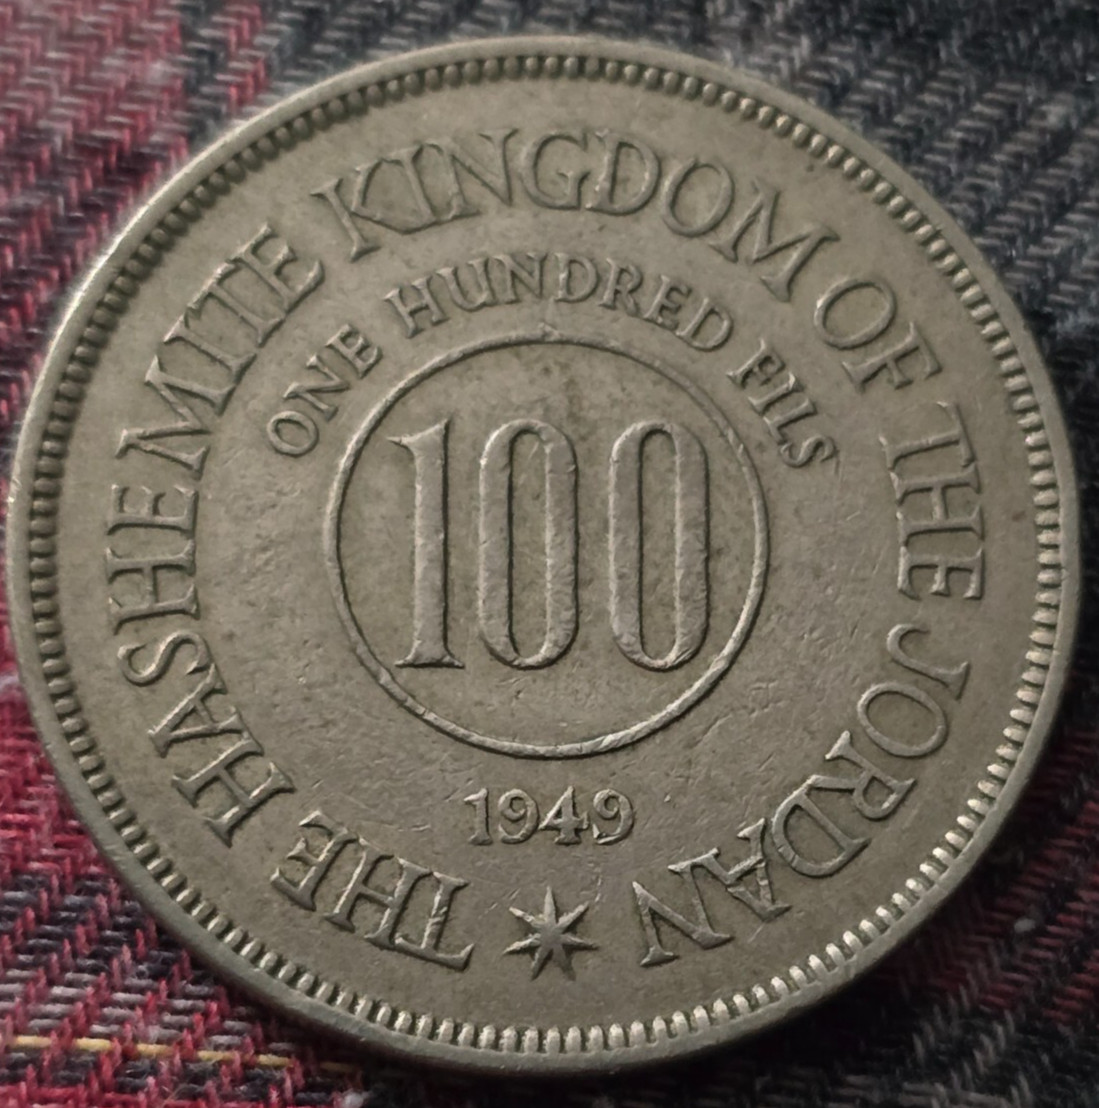 THE HASHEMITE KINGDOM OF THE JORDAN
ONE HUNDRED FILS
100
1949